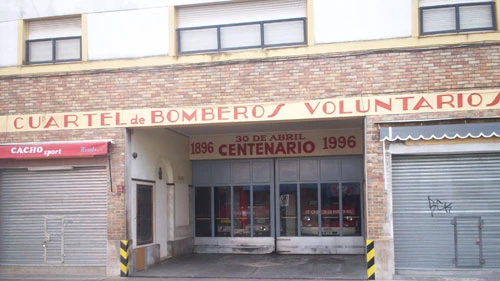 CUARTEL de BOMBEROS VOLUNTARIOS
30 DE ABRIL
1896 CENTENARIO 1996
CACHO sport